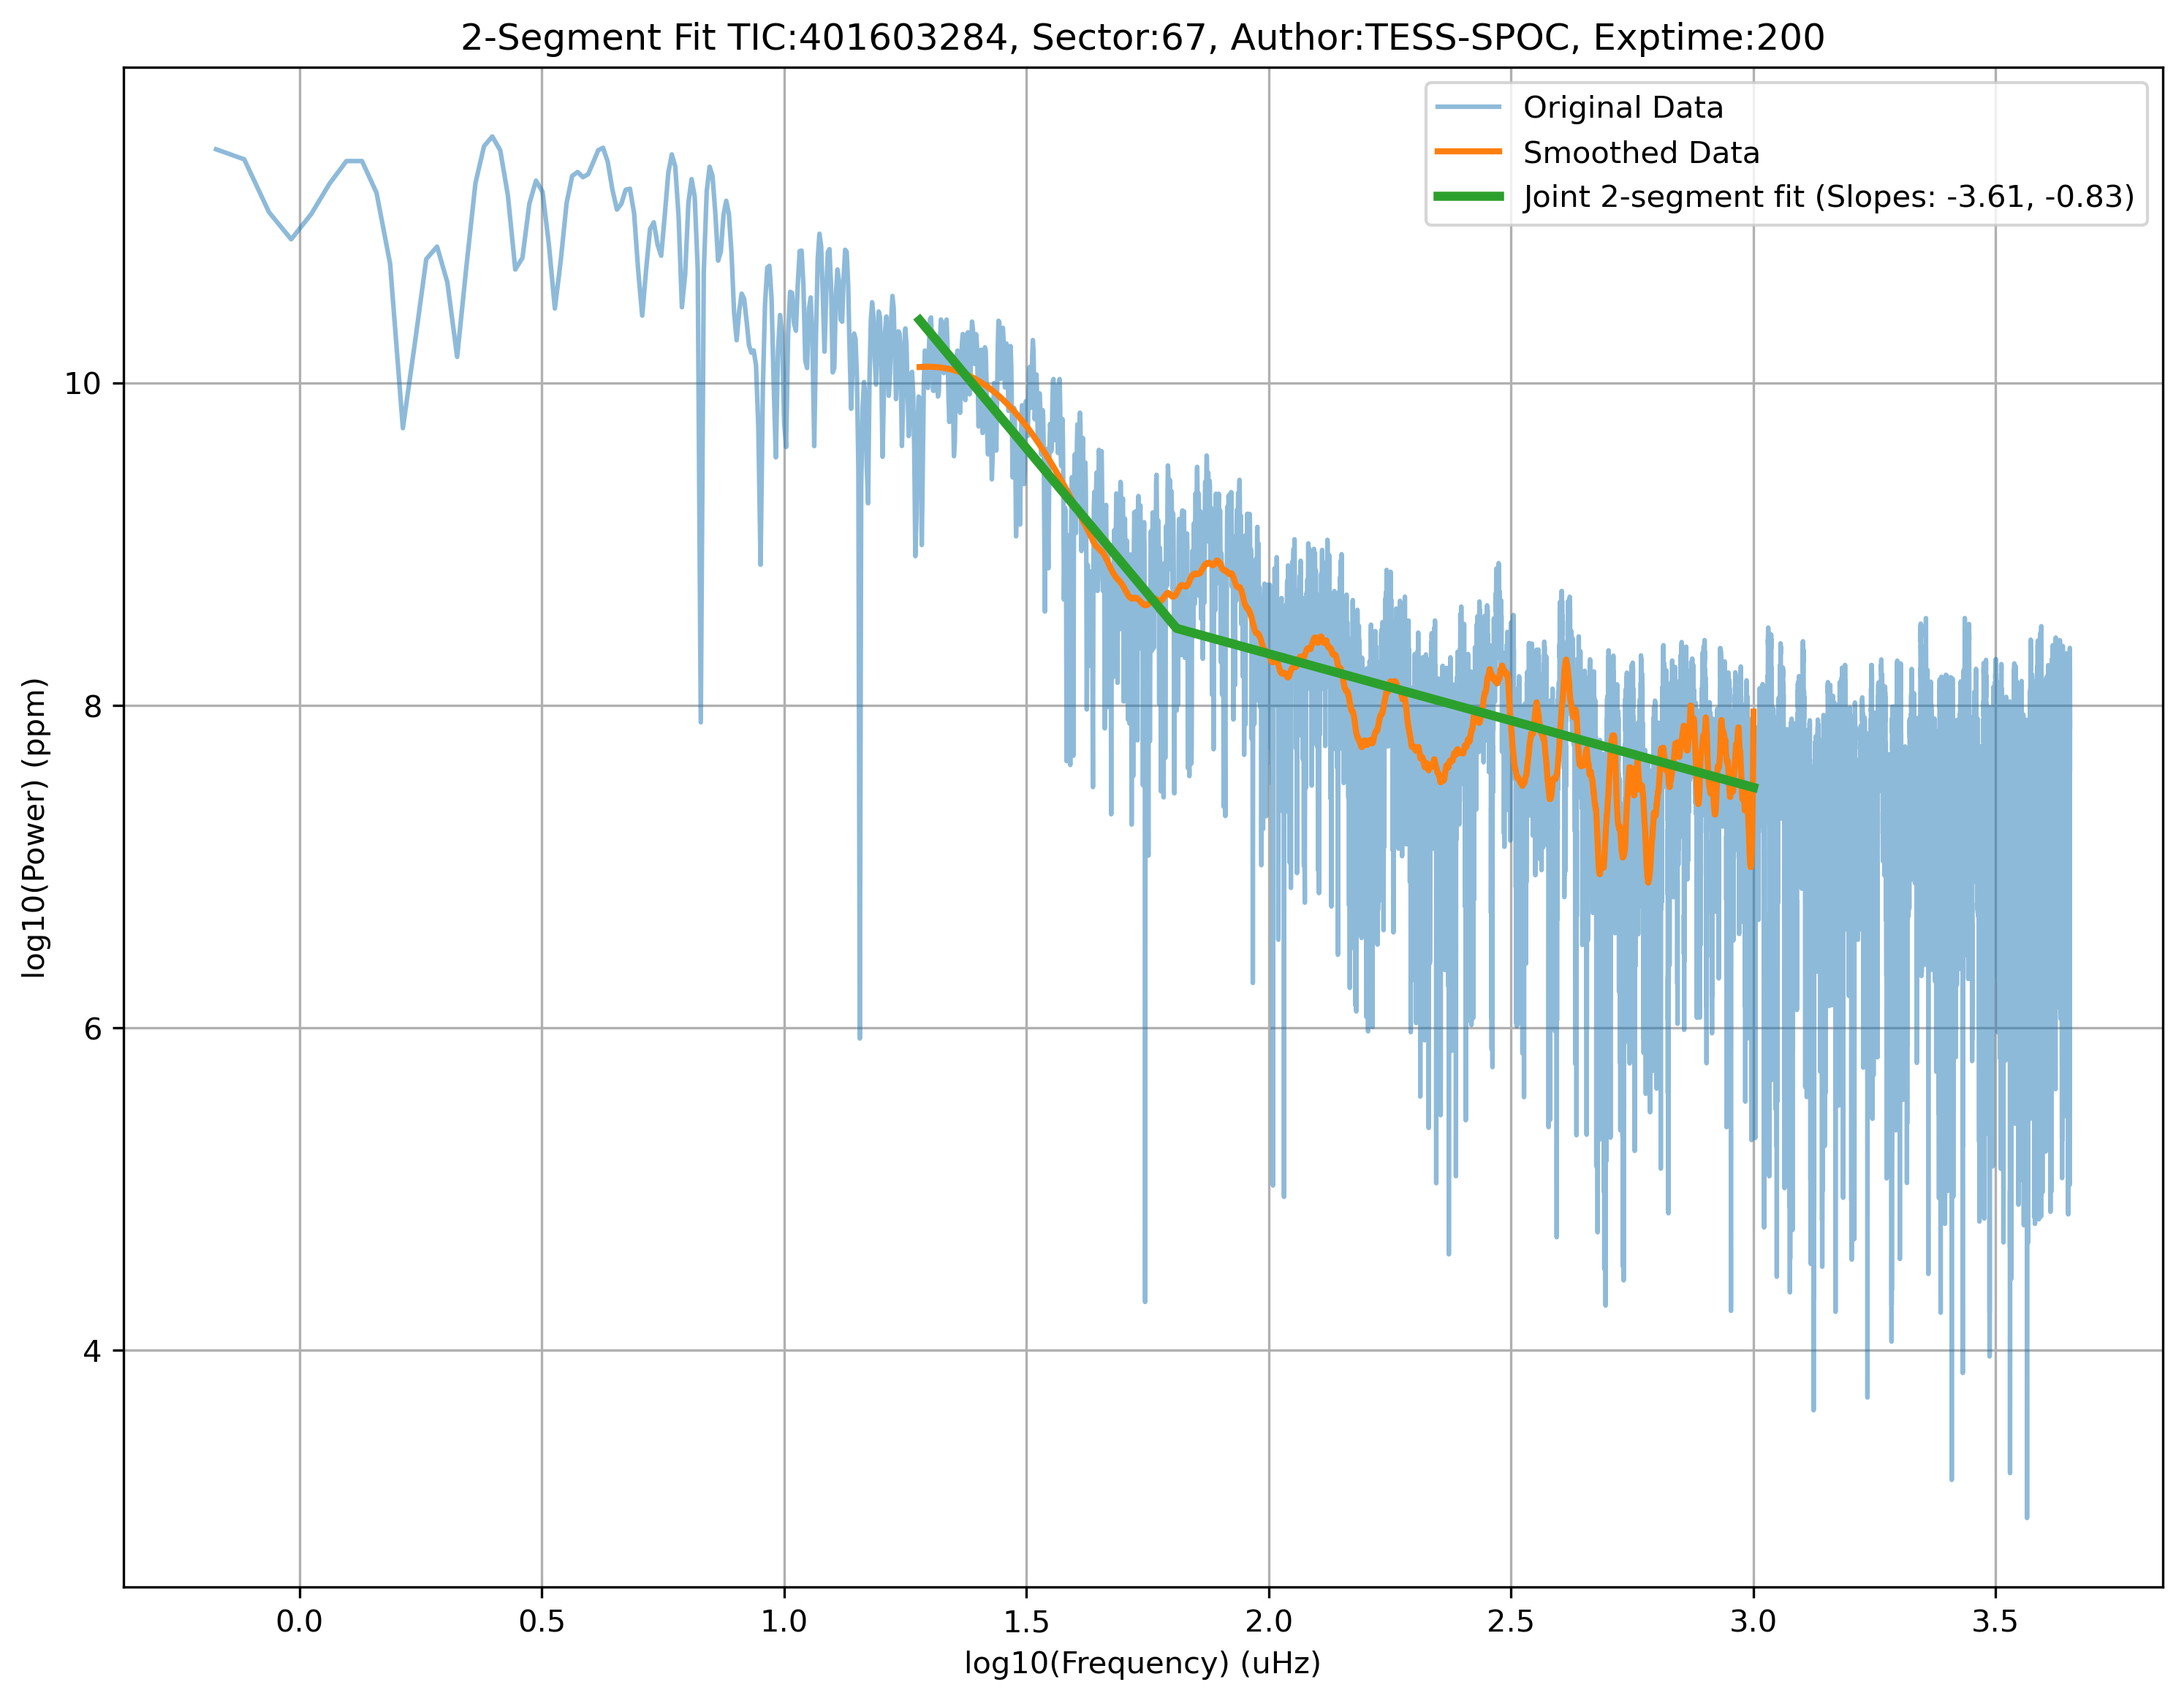 2-Segment Fit TIC:401603284, Sector:67, Author:TESS-SPOC, Exptime:200
Original Data
Smoothed Data
Joint 2-segment fit (Slopes: -3.61, -0.83)
log10(Power) (ppm)
10
8
6
4
0.0 0.5 1.0 1.5 2.0 2.5 3.0 3.5
log10(Frequency) (uHz)